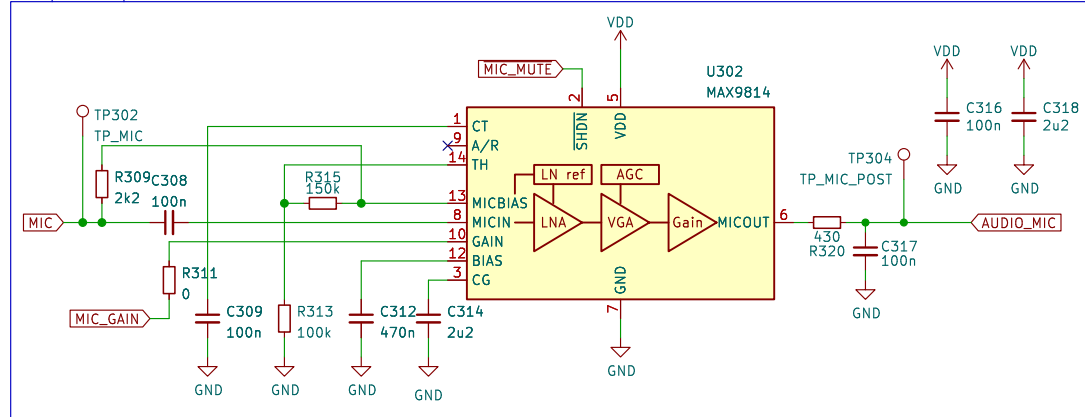 VDD
MIC_MUTE
U302
MAX9814
VDD
VDD
TP302
TP_MIC
2
5
C316
100n
C318
2u2
1
CT
SHDN
VDD
9
A/R
14
TH
TP304
TP_MIC_POST
R309
2k2
C308
100n
R315
150k
LN ref
AGC
GND
GND
13
MICBIAS
MIC
8
MICIN
LNA
VGA
Gain
MICOUT
6
AUDIO_MIC
10
GAIN
430
R320
C317
100n
12
BIAS
R311
0
3
CG
GND
MIC_GAIN
C309
100n
R313
100k
C312
470n
C314
2u2
7
GND
GND
GND
GND
GND
GND